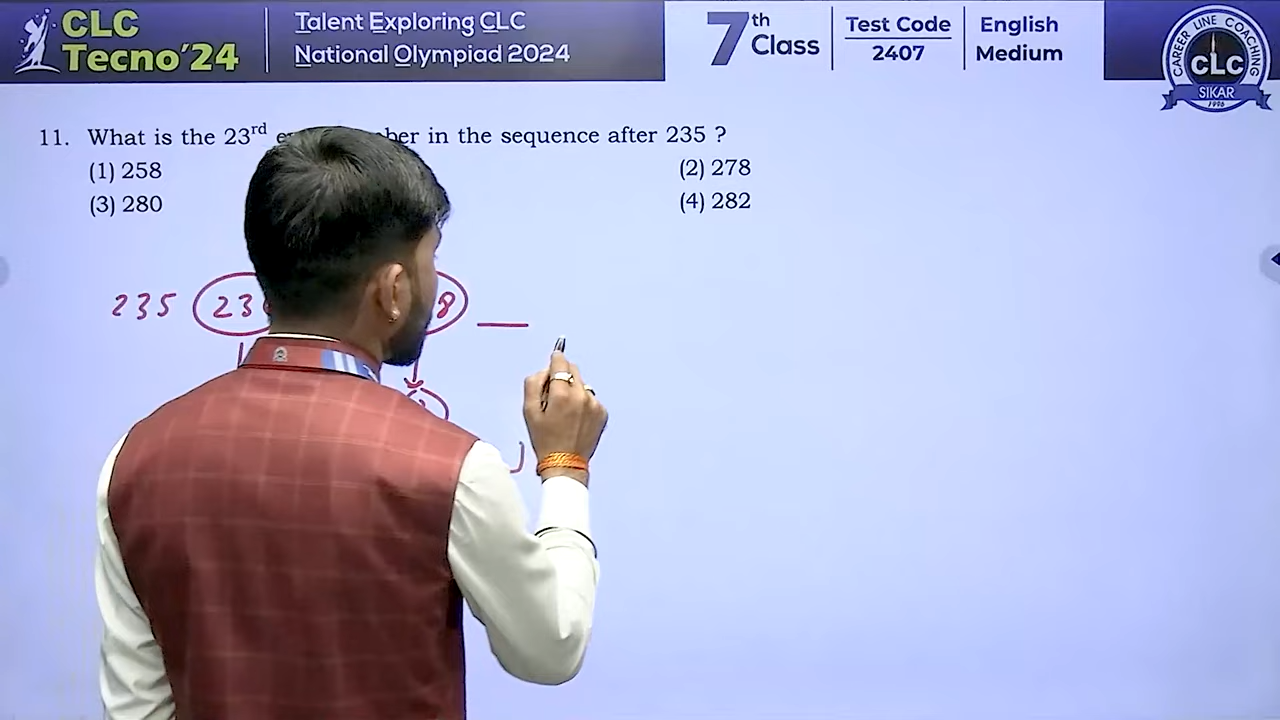 CLC
Tecno'24
Talent Exploring CLC
National Olympiad 2024
7th Class
Test Code
2407
English
Medium
CAREER LINE COACHING
CLC
SIKAR
1996
11. What is the 23rd in the sequence after 235 ?
(1) 258
(2) 278
(3) 280
(4) 282
235